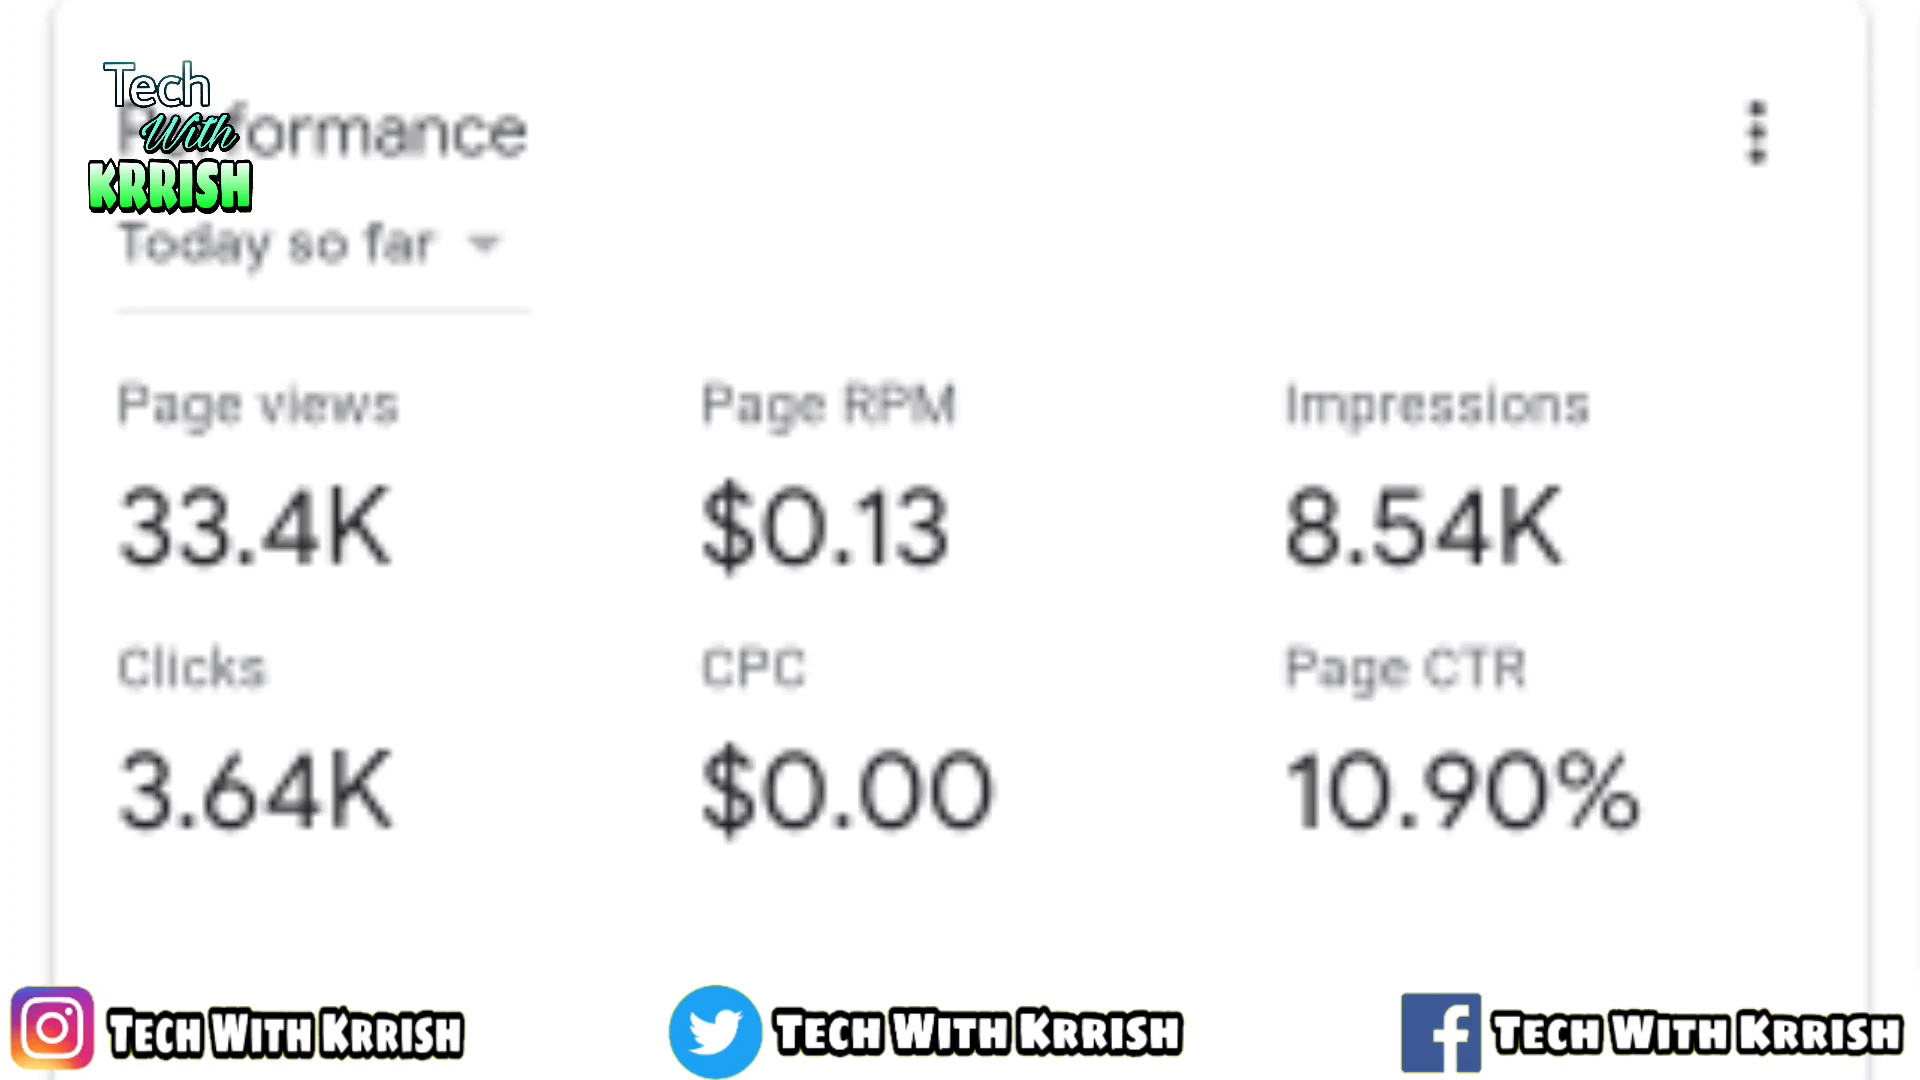 Tech
With
KRRISH
Performance
Today so far
Page views
Page RPM
Impressions
33.4K
$0.13
8.54K
Clicks
CPC
Page CTR
3.64K
$0.00
10.90%
TECH WITH KRRISH
TECH WITH KRRISH
TECH WITH KRRISH